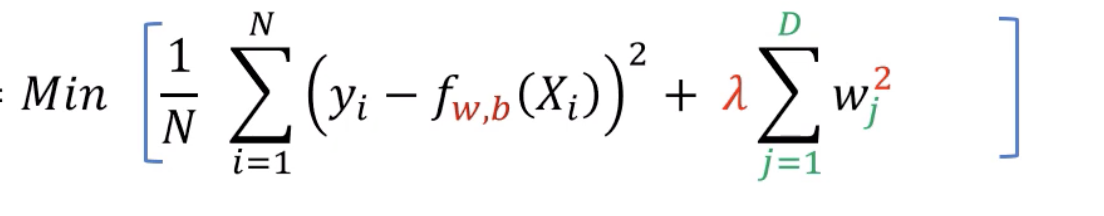 = Min [ 1/N ∑_{i=1}^{N} (y_i − f_{w,b}(X_i))^2 + λ ∑_{j=1}^{D} w_j^2 ]